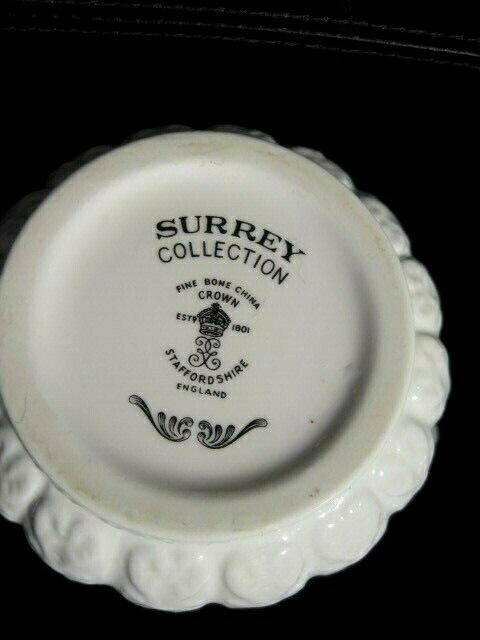 SURREY
COLLECTION
FINE BONE CHINA
CROWN
ESTD 1801
STAFFORDSHIRE
ENGLAND